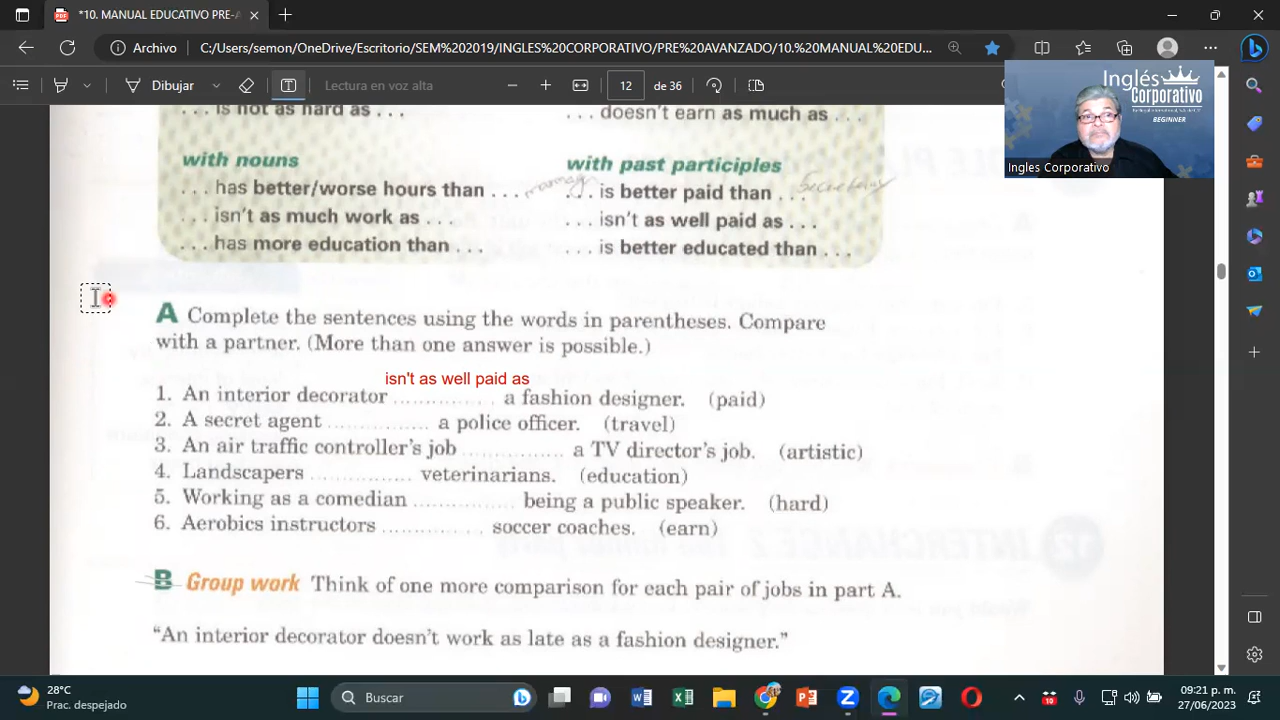 *10. MANUAL EDUCATIVO PRE-A
Archivo
C:/Users/semon/OneDrive/Escritorio/SEM%202019/INGLES%20CORPORATIVO/PRE%20AVANZADO/10.%20MANUAL%20EDU...
Dibujar
Lectura en voz alta
12
de 36
Inglés
Corporativo
BEGINNER
Ingles Corporativo
. . . is not as hard as . . .
. . . doesn't earn as much as . . .
with nouns
with past participles
. . . has better/worse hours than . . .
. . . is better paid than . . .
. . . isn't as much work as . . .
. . . isn't as well paid as . . .
. . . has more education than . . .
. . . is better educated than . . .
A Complete the sentences using the words in parentheses. Compare
with a partner. (More than one answer is possible.)
isn't as well paid as
1. An interior decorator .............. a fashion designer. (paid)
2. A secret agent .............. a police officer. (travel)
3. An air traffic controller's job .............. a TV director's job. (artistic)
4. Landscapers .............. veterinarians. (education)
5. Working as a comedian .............. being a public speaker. (hard)
6. Aerobics instructors .............. soccer coaches. (earn)
B Group work Think of one more comparison for each pair of jobs in part A.
"An interior decorator doesn't work as late as a fashion designer."
28°C
Prac. despejado
Buscar
09:21 p. m.
27/06/2023